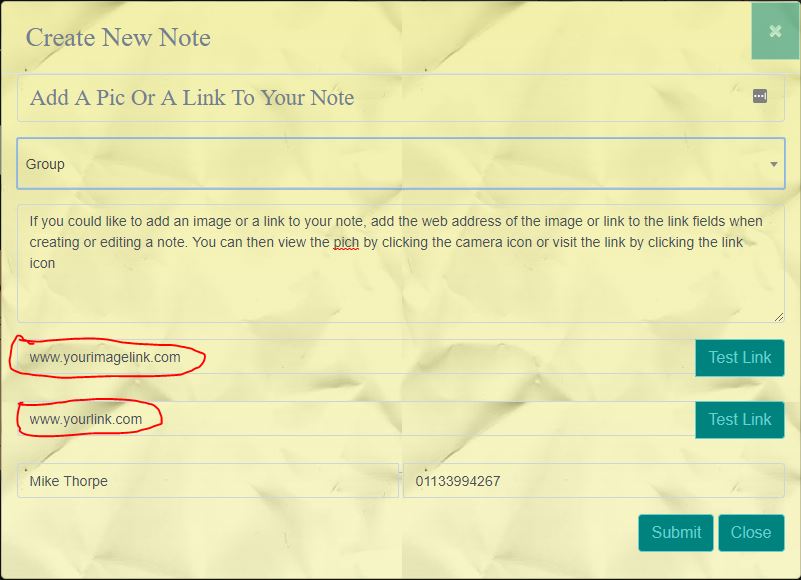 Create New Note
Add A Pic Or A Link To Your Note
Group
If you could like to add an image or a link to your note, add the web address of the image or link to the link fields when
creating or editing a note. You can then view the pich by clicking the camera icon or visit the link by clicking the link
icon
www.yourimagelink.com Test Link
www.yourlink.com Test Link
Mike Thorpe 01133994267
Submit Close